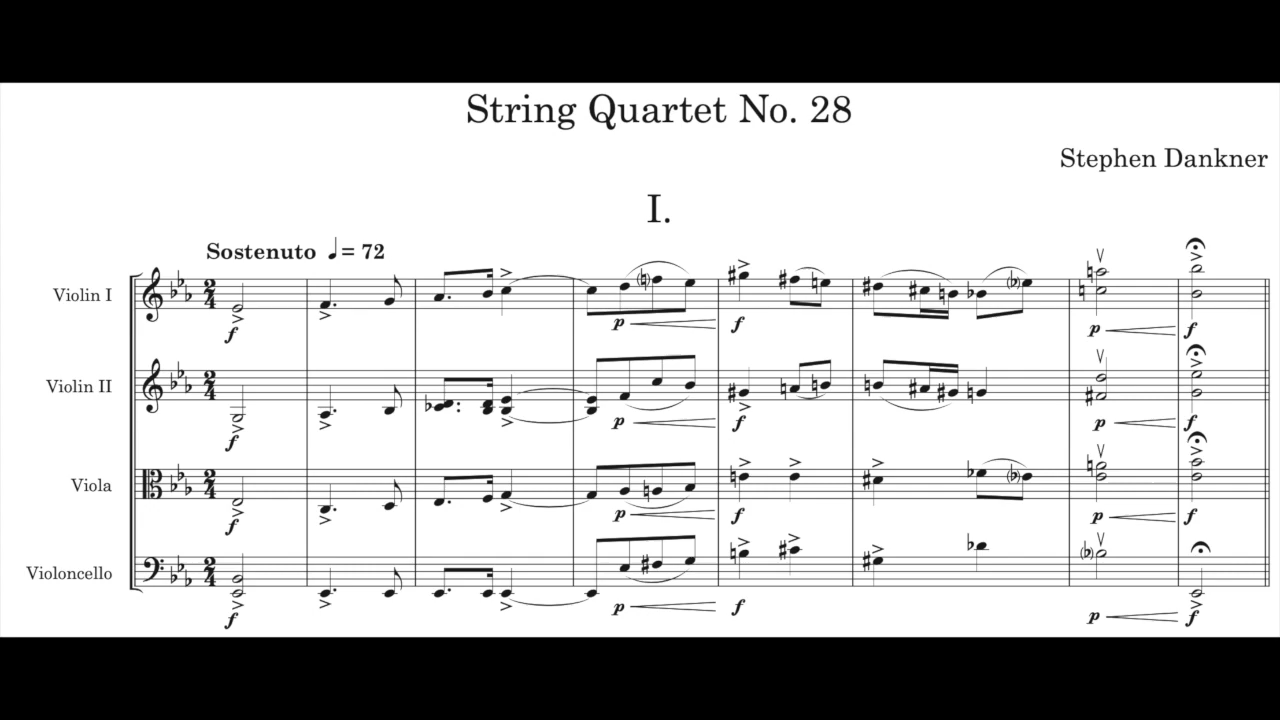 String Quartet No. 28
Stephen Dankner
I.
Sostenuto ♩ = 72
Violin I
f p f p f
Violin II
f p f p f
Viola
f p f p f
Violoncello
f p f p f